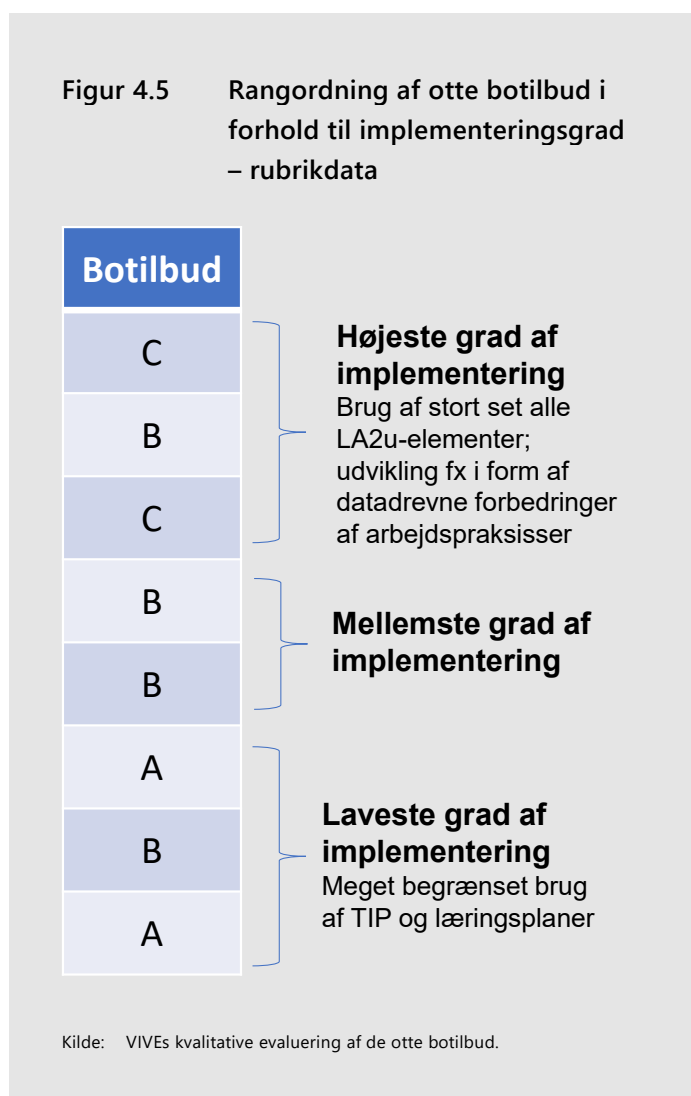 Figur 4.5 Rangordning af otte botilbud i
forhold til implementeringsgrad
– rubrikdata
Botilbud
C
B
C
Højeste grad af
implementering
Brug af stort set alle
LA2u-elementer;
udvikling fx i form af
datadrevne forbedringer
af arbejdspraksisser
B
B
Mellemste grad af
implementering
A
B
A
Laveste grad af
implementering
Meget begrænset brug
af TIP og læringsplaner
Kilde: VIVEs kvalitative evaluering af de otte botilbud.